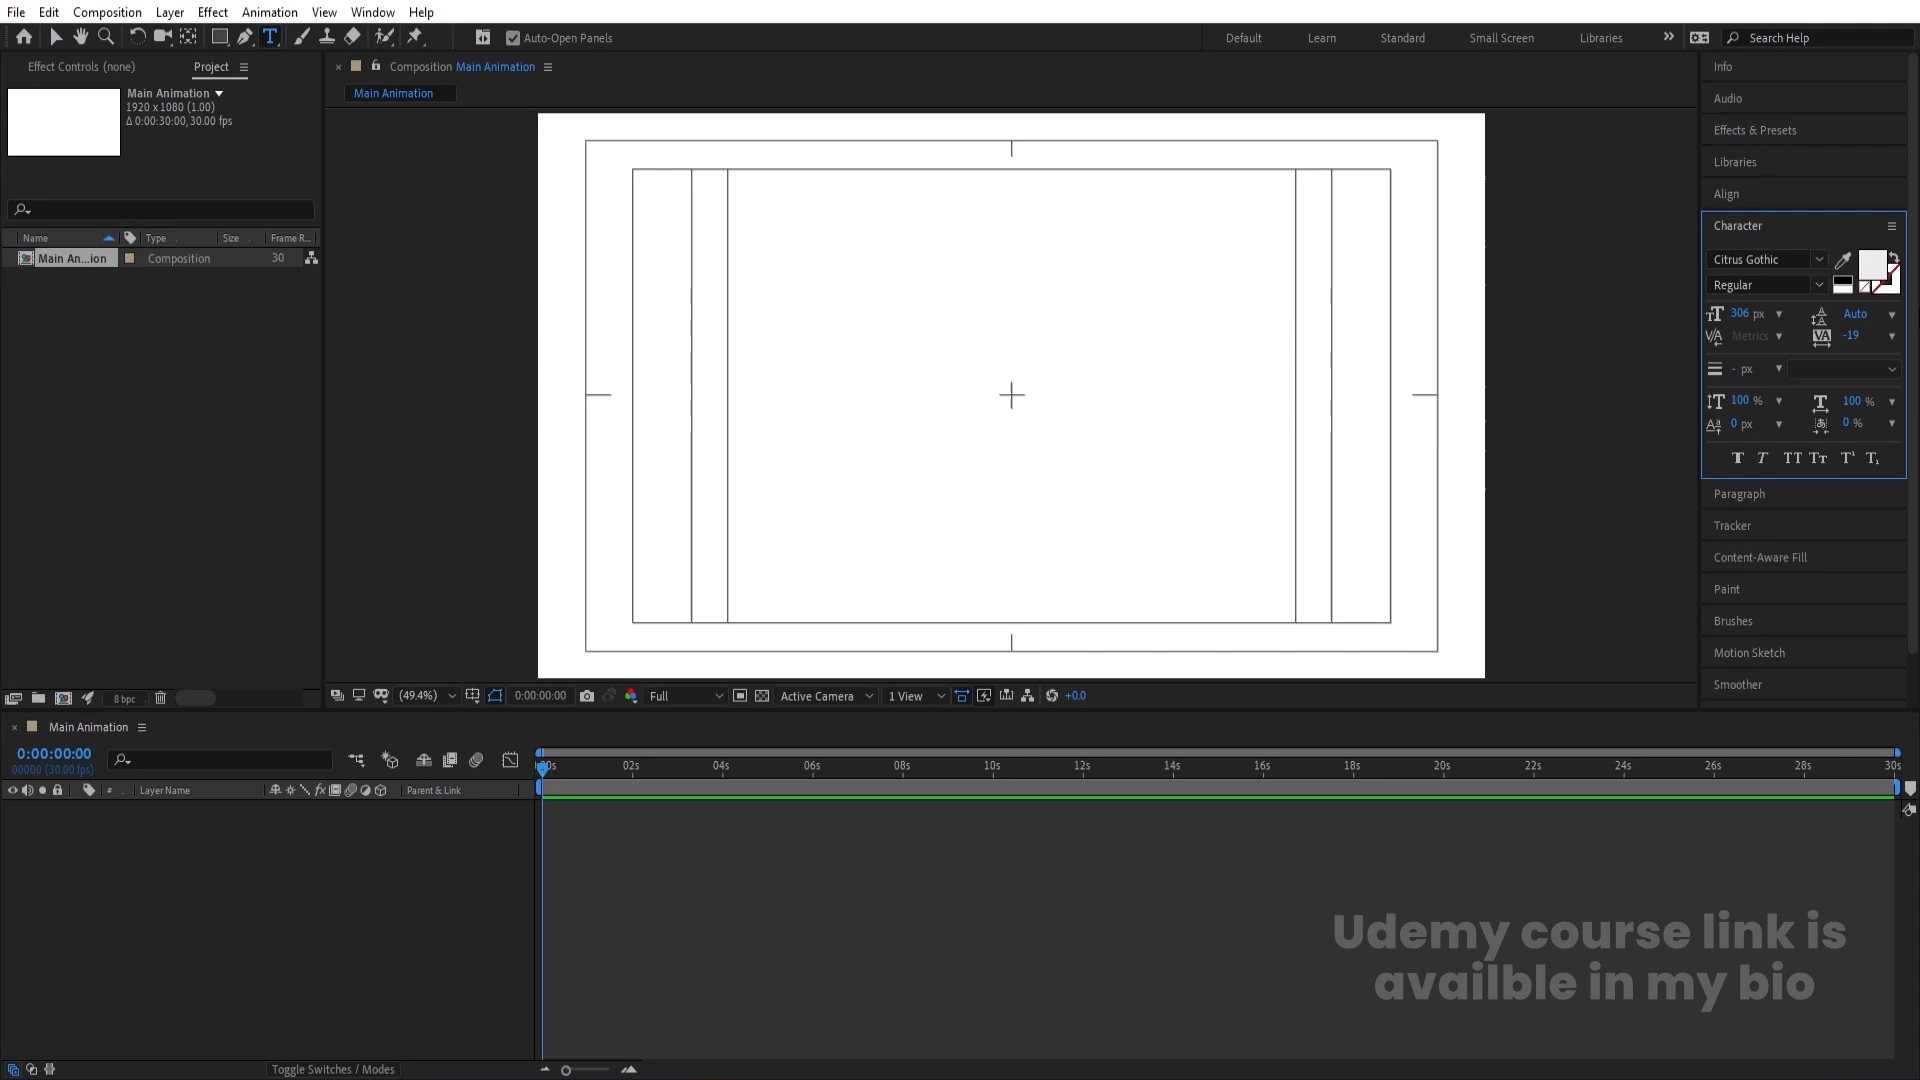 File Edit Composition Layer Effect Animation View Window Help
Auto-Open Panels
Default Learn Standard Small Screen Libraries
Search Help
Effect Controls (none) Project
Main Animation
1920 x 1080 (1.00)
Δ 0:00:30:00, 30.00 fps
Name Type Size Frame R...
Main An...ion Composition 30
8 bpc
Composition Main Animation
Main Animation
(49.4%) 0:00:00:00 Full Active Camera 1 View +0.0
Info
Audio
Effects & Presets
Libraries
Align
Character
Citrus Gothic
Regular
306 px Auto
Metrics -19
- px
100 % 100 %
0 px 0 %
Paragraph
Tracker
Content-Aware Fill
Paint
Brushes
Motion Sketch
Smoother
Main Animation
0:00:00:00
00000 (30.00 fps)
# Layer Name Parent & Link
02s 04s 06s 08s 10s 12s 14s 16s 18s 20s 22s 24s 26s 28s 30s
Udemy course link is
availble in my bio
Toggle Switches / Modes